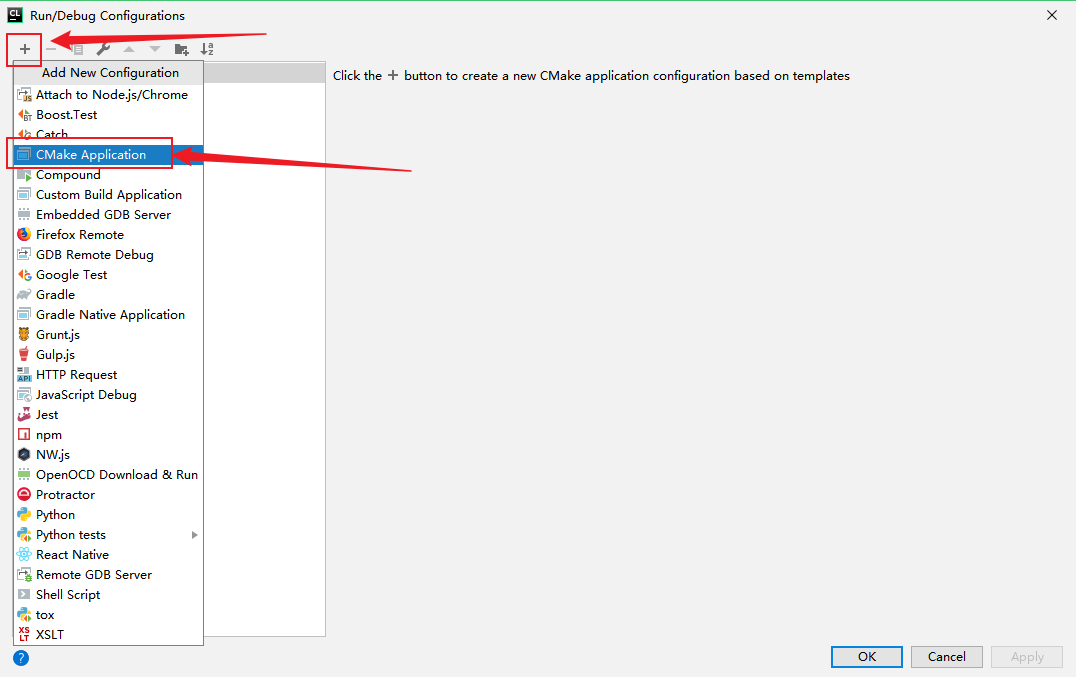 CL
Run/Debug Configurations
Add New Configuration
Click the + button to create a new CMake application configuration based on templates
Attach to Node.js/Chrome
Boost.Test
Catch
CMake Application
Compound
Custom Build Application
Embedded GDB Server
Firefox Remote
GDB Remote Debug
Google Test
Gradle
Gradle Native Application
Grunt.js
Gulp.js
HTTP Request
JavaScript Debug
Jest
npm
NW.js
OpenOCD Download & Run
Protractor
Python
Python tests
React Native
Remote GDB Server
Shell Script
tox
XSLT
?
OK
Cancel
Apply